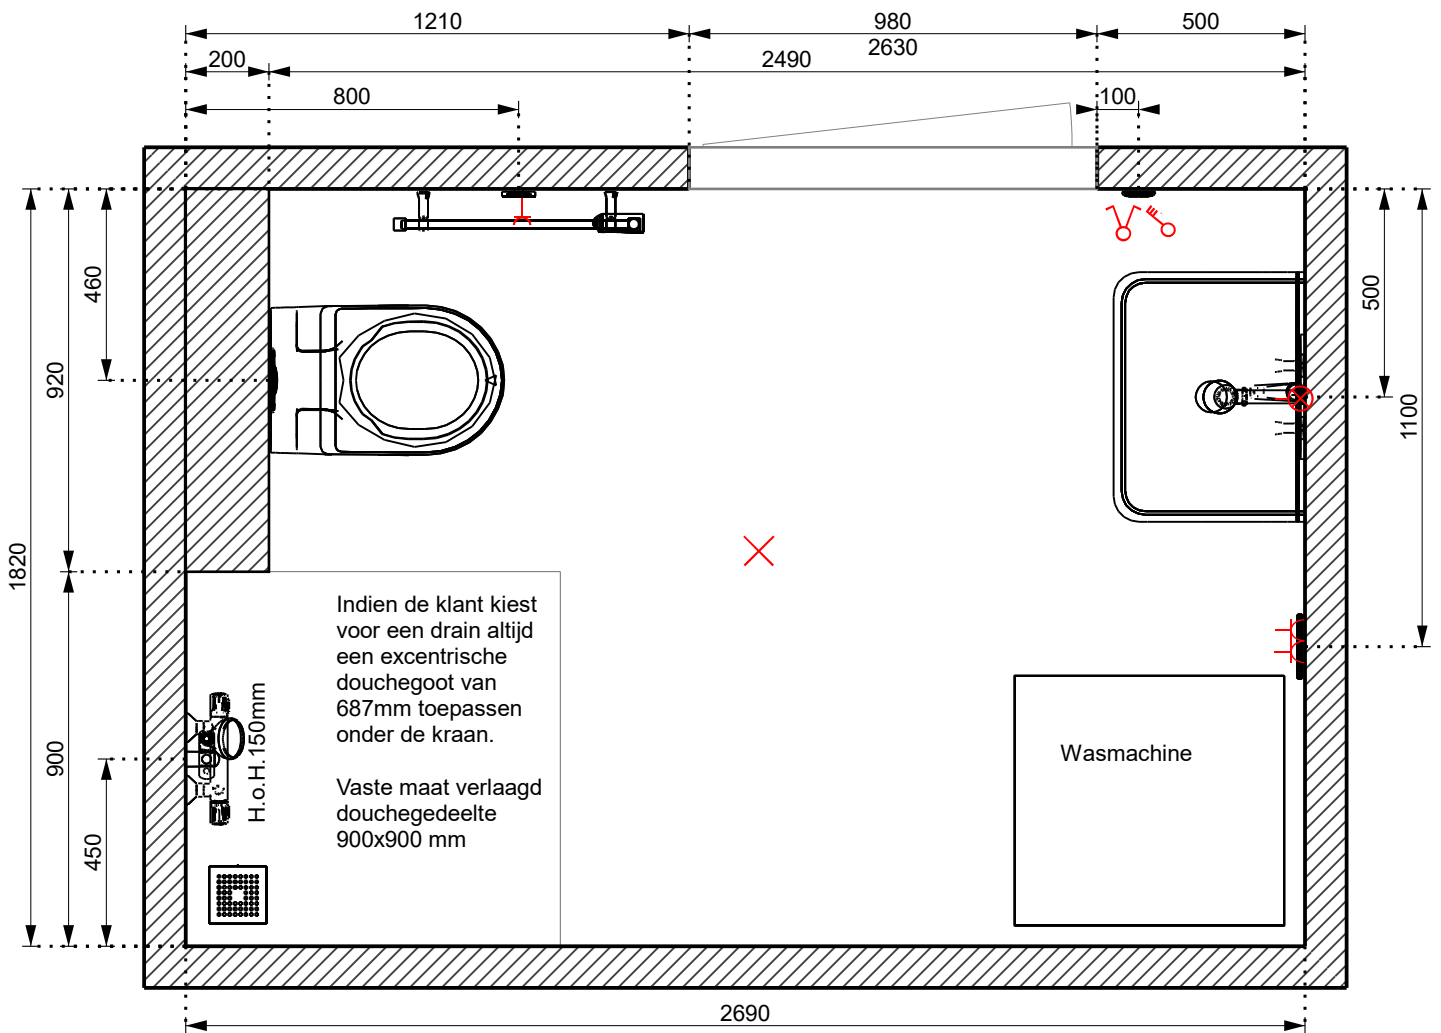 1210
980
500
2630
200
2490
800
100
460
500
920
1100
1820
Indien de klant kiest
voor een drain altijd
een excentrische
douchegoot van
687mm toepassen
onder de kraan.
H.o.H.150mm
Wasmachine
900
Vaste maat verlaagd
douchegedeelte
900x900 mm
450
2690